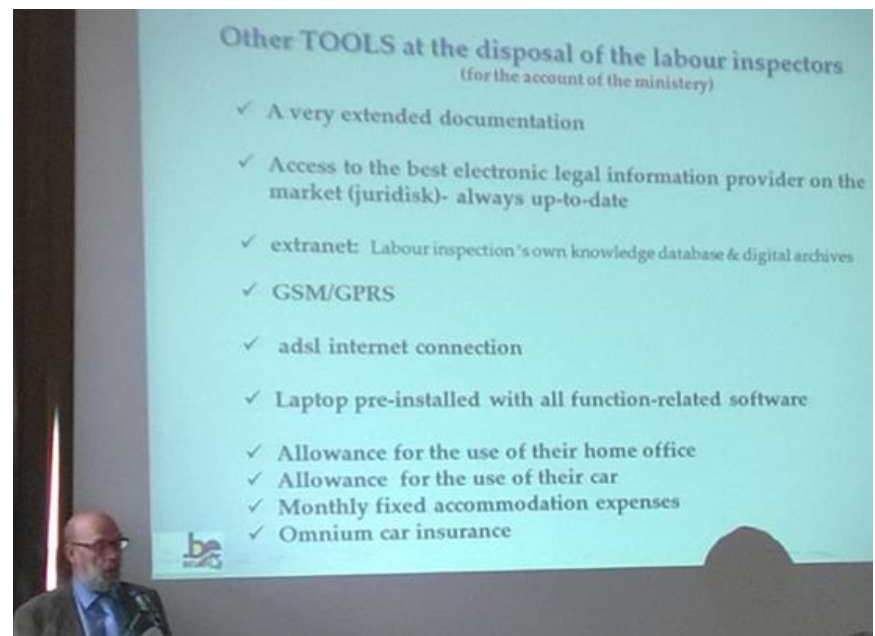 Other TOOLS at the disposal of the labour inspectors
(for the account of the ministery)
✓ A very extended documentation
✓ Access to the best electronic legal information provider on the
market (juridisk)- always up-to-date
✓ extranet: Labour inspection's own knowledge database & digital archives
✓ GSM/GPRS
✓ adsl internet connection
✓ Laptop pre-installed with all function-related software
✓ Allowance for the use of their home office
✓ Allowance for the use of their car
✓ Monthly fixed accommodation expenses
✓ Omnium car insurance
be